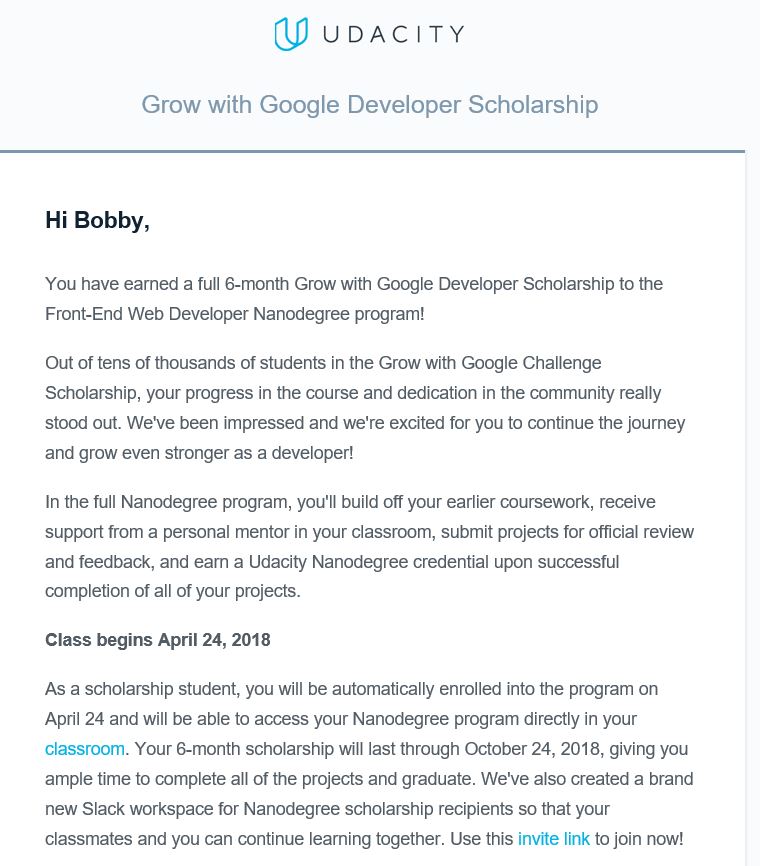 UDACITY
Grow with Google Developer Scholarship
Hi Bobby,
You have earned a full 6-month Grow with Google Developer Scholarship to the
Front-End Web Developer Nanodegree program!
Out of tens of thousands of students in the Grow with Google Challenge
Scholarship, your progress in the course and dedication in the community really
stood out. We've been impressed and we're excited for you to continue the journey
and grow even stronger as a developer!
In the full Nanodegree program, you'll build off your earlier coursework, receive
support from a personal mentor in your classroom, submit projects for official review
and feedback, and earn a Udacity Nanodegree credential upon successful
completion of all of your projects.
Class begins April 24, 2018
As a scholarship student, you will be automatically enrolled into the program on
April 24 and will be able to access your Nanodegree program directly in your
classroom. Your 6-month scholarship will last through October 24, 2018, giving you
ample time to complete all of the projects and graduate. We've also created a brand
new Slack workspace for Nanodegree scholarship recipients so that your
classmates and you can continue learning together. Use this invite link to join now!